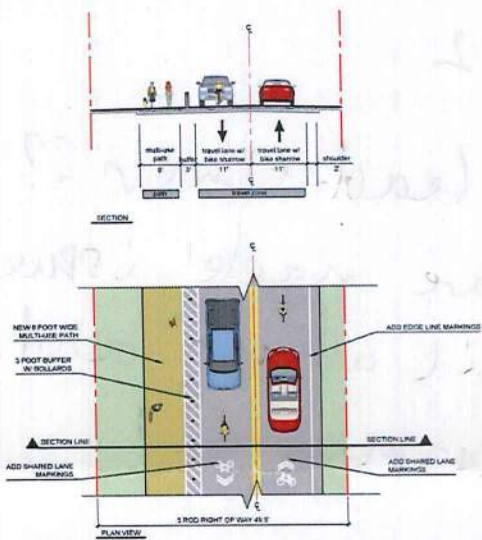 multi-use
path
8'
buffer
3'
travel lane w/
bike sharrow
11'
travel lane w/
bike sharrow
11'
shoulder
2'
path
travel zone
SECTION
NEW 8 FOOT WIDE
MULTI-USE PATH
3 FOOT BUFFER
W/ BOLLARDS
ADD EDGE LINE MARKINGS
SECTION LINE
SECTION LINE
ADD SHARED LANE
MARKINGS
ADD SHARED LANE
MARKINGS
3 ROD RIGHT OF WAY 49.5'
PLAN VIEW